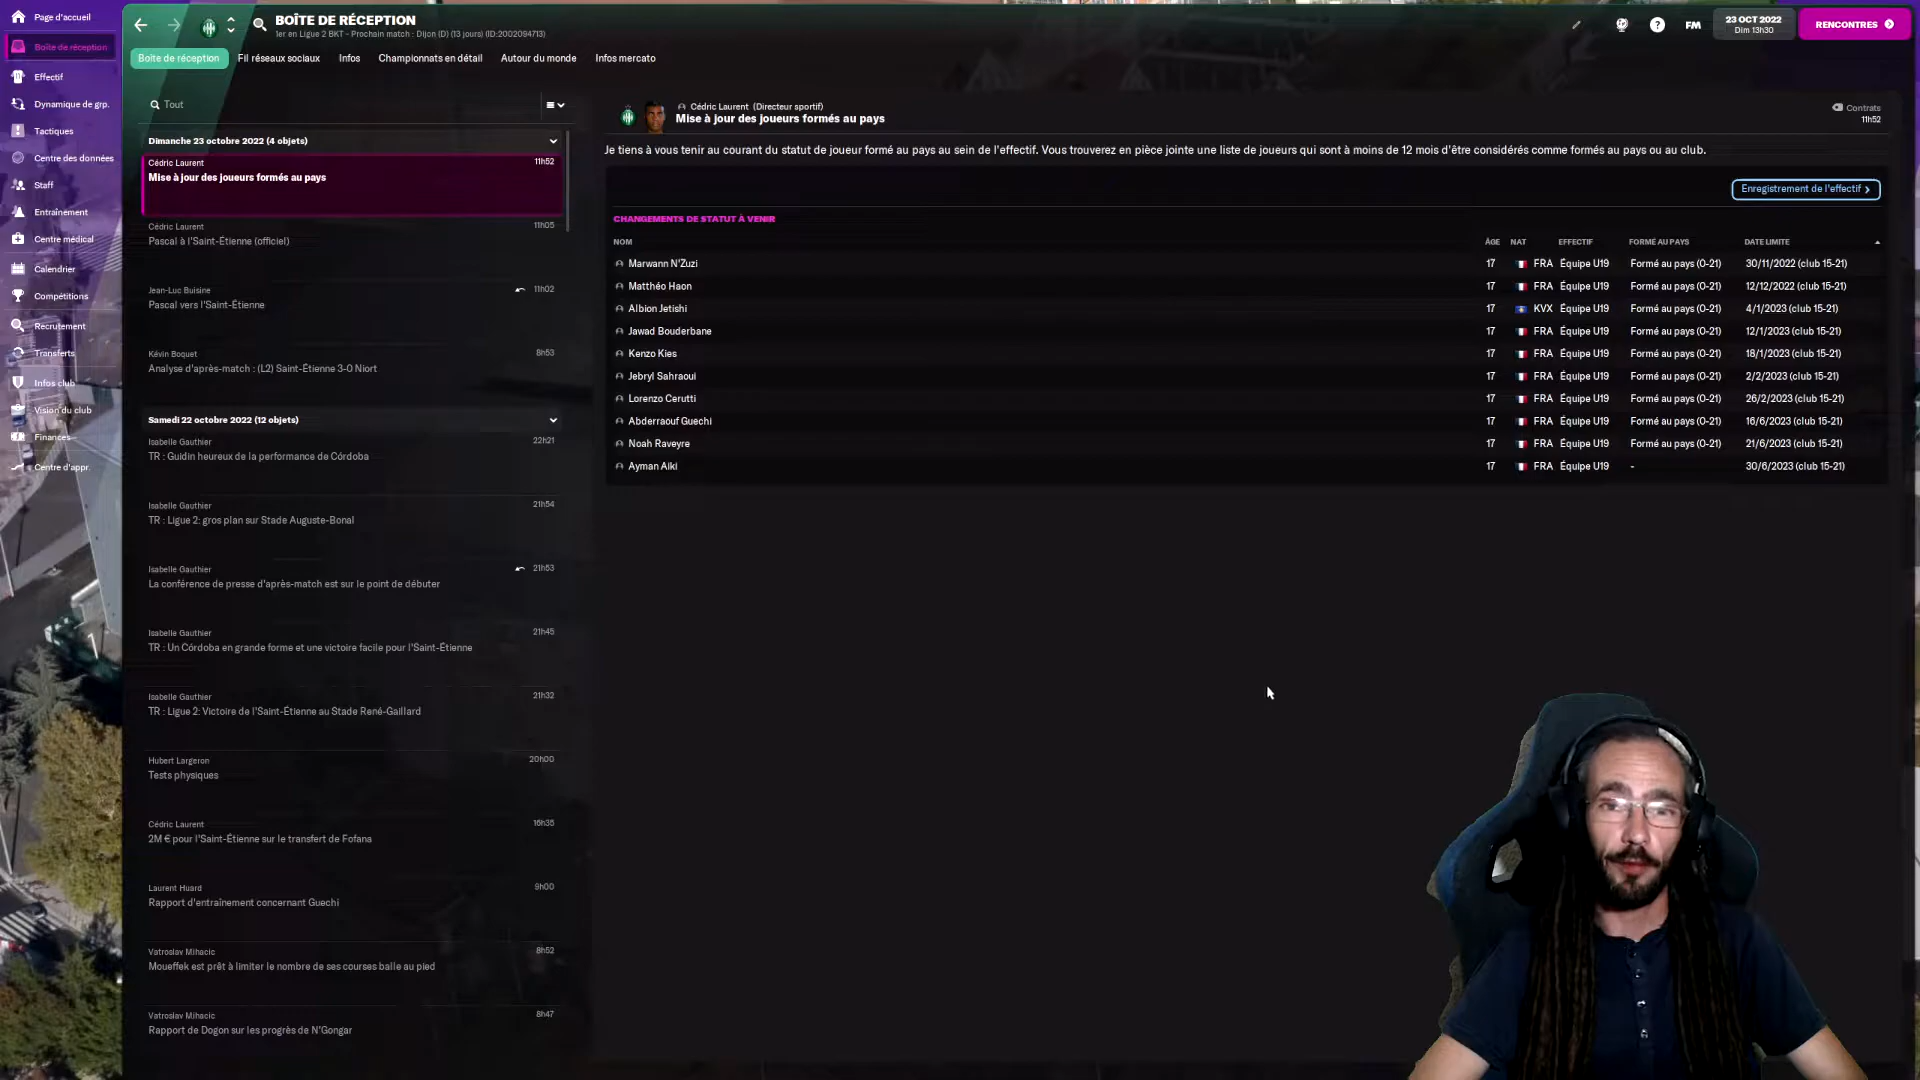 Page d'accueil
Boîte de réception
Effectif
Dynamique de grp.
Tactiques
Centre des données
Staff
Entraînement
Centre médical
Calendrier
Compétitions
Recrutement
Transferts
Infos club
Vision du club
Finances
Centre d'appr.
BOÎTE DE RÉCEPTION
1er en Ligue 2 BKT - Prochain match : Dijon (D) (13 jours) (ID:2002094713)
FM
23 OCT 2022
Dim 13h30
RENCONTRES
Boîte de réception
Fil réseaux sociaux
Infos
Championnats en détail
Autour du monde
Infos mercato
Tout
Dimanche 23 octobre 2022 (4 objets)
Cédric Laurent 11h52
Mise à jour des joueurs formés au pays
Cédric Laurent 11h05
Pascal à l'Saint-Étienne (officiel)
Jean-Luc Buisine 11h02
Pascal vers l'Saint-Étienne
Kévin Boquet 8h53
Analyse d'après-match : (L2) Saint-Étienne 3-0 Niort
Samedi 22 octobre 2022 (12 objets)
Isabelle Gauthier 22h21
TR : Guidin heureux de la performance de Córdoba
Isabelle Gauthier 21h54
TR : Ligue 2: gros plan sur Stade Auguste-Bonal
Isabelle Gauthier 21h53
La conférence de presse d'après-match est sur le point de débuter
Isabelle Gauthier 21h45
TR : Un Córdoba en grande forme et une victoire facile pour l'Saint-Étienne
Isabelle Gauthier 21h32
TR : Ligue 2: Victoire de l'Saint-Étienne au Stade René-Gaillard
Hubert Largeron 20h00
Tests physiques
Cédric Laurent 16h35
2M € pour l'Saint-Étienne sur le transfert de Fofana
Laurent Huard 9h00
Rapport d'entraînement concernant Guechi
Vatroslav Mihacic 8h52
Moueffek est prêt à limiter le nombre de ses courses balle au pied
Vatroslav Mihacic 8h47
Rapport de Dogon sur les progrès de N'Gongar
Cédric Laurent (Directeur sportif)
Mise à jour des joueurs formés au pays
Contrats
11h52
Je tiens à vous tenir au courant du statut de joueur formé au pays au sein de l'effectif. Vous trouverez en pièce jointe une liste de joueurs qui sont à moins de 12 mois d'être considérés comme formés au pays ou au club.
Enregistrement de l'effectif
CHANGEMENTS DE STATUT À VENIR
NOM ÂGE NAT EFFECTIF FORMÉ AU PAYS DATE LIMITE
Marwann N'Zuzi 17 FRA Équipe U19 Formé au pays (0-21) 30/11/2022 (club 15-21)
Matthéo Haon 17 FRA Équipe U19 Formé au pays (0-21) 12/12/2022 (club 15-21)
Albion Jetishi 17 KVX Équipe U19 Formé au pays (0-21) 4/1/2023 (club 15-21)
Jawad Bouderbane 17 FRA Équipe U19 Formé au pays (0-21) 12/1/2023 (club 15-21)
Kenzo Kies 17 FRA Équipe U19 Formé au pays (0-21) 18/1/2023 (club 15-21)
Jebryl Sahraoui 17 FRA Équipe U19 Formé au pays (0-21) 2/2/2023 (club 15-21)
Lorenzo Cerutti 17 FRA Équipe U19 Formé au pays (0-21) 26/2/2023 (club 15-21)
Abderraouf Guechi 17 FRA Équipe U19 Formé au pays (0-21) 16/6/2023 (club 15-21)
Noah Raveyre 17 FRA Équipe U19 Formé au pays (0-21) 21/6/2023 (club 15-21)
Ayman Aiki 17 FRA Équipe U19 - 30/6/2023 (club 15-21)